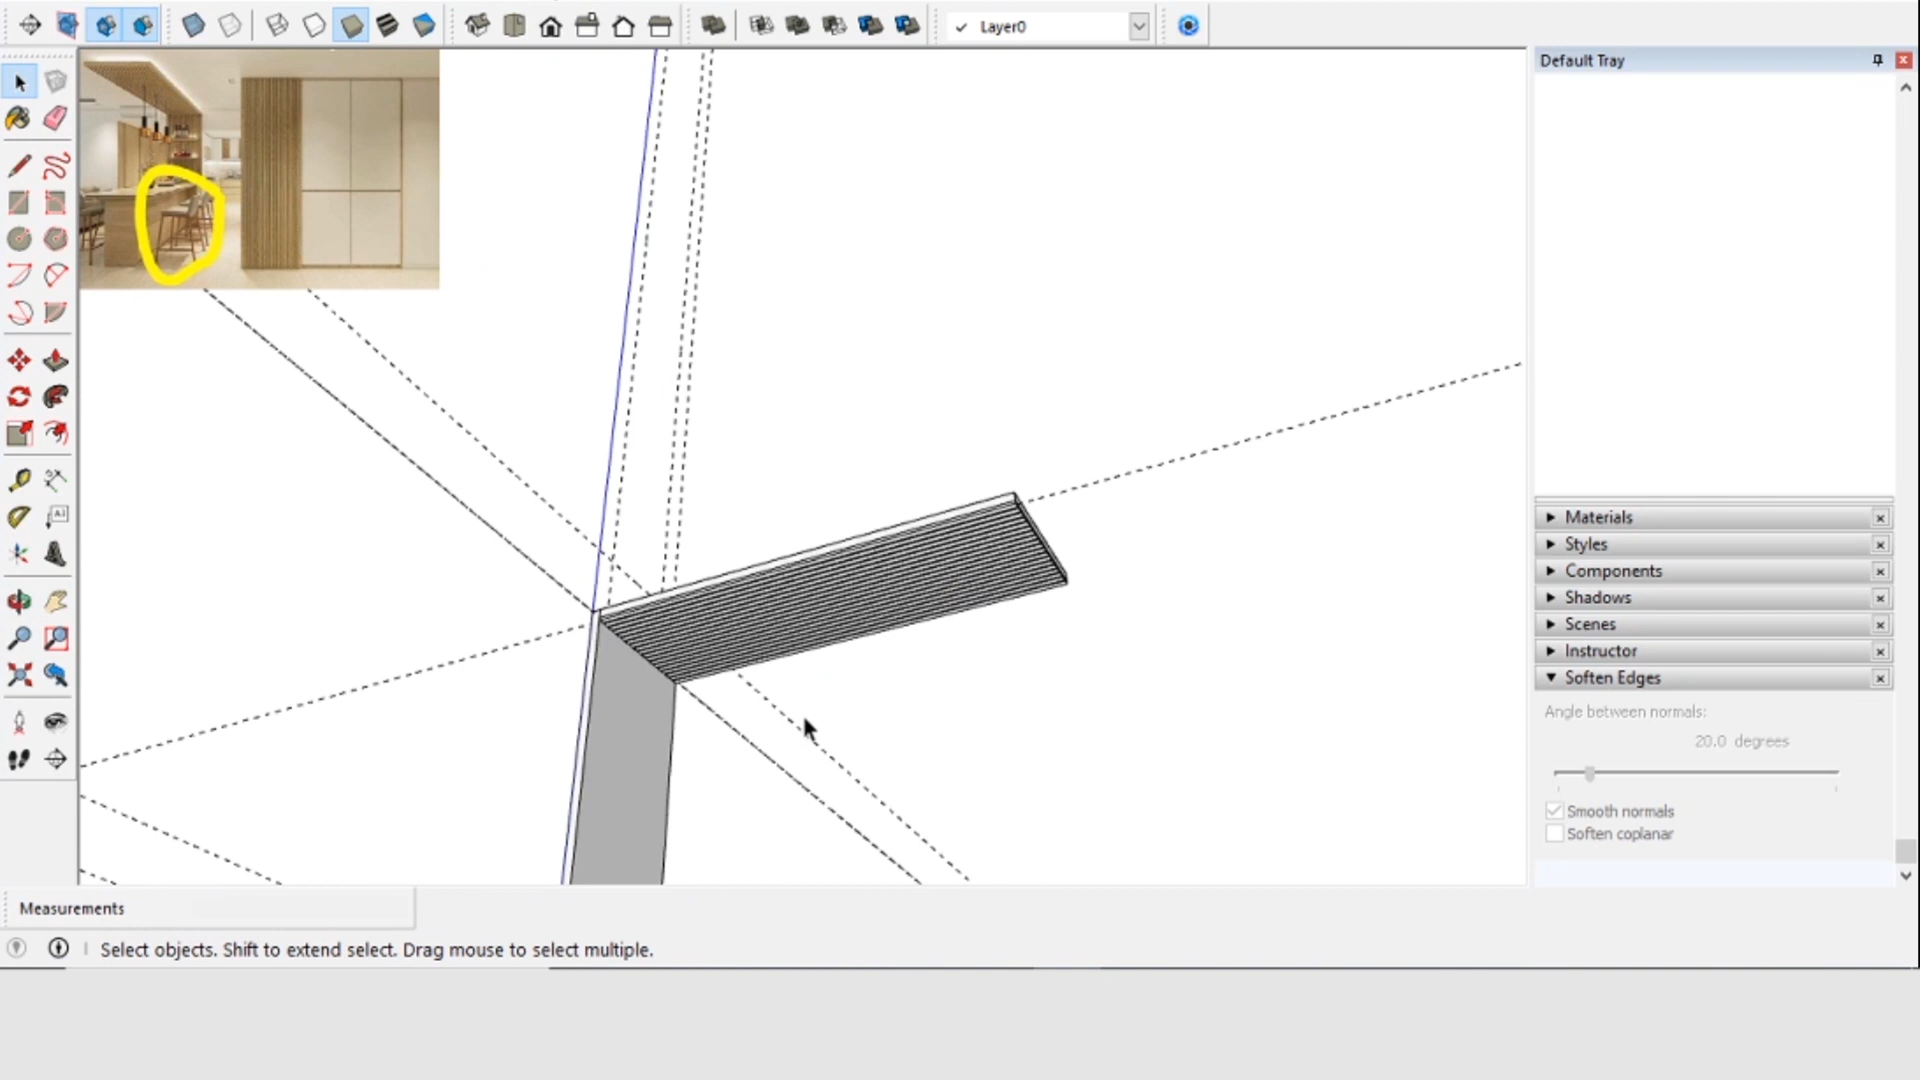 Layer0
Default Tray
Materials
Styles
Components
Shadows
Scenes
Instructor
Soften Edges
Angle between normals:
20.0 degrees
Smooth normals
Soften coplanar
Measurements
Select objects. Shift to extend select. Drag mouse to select multiple.